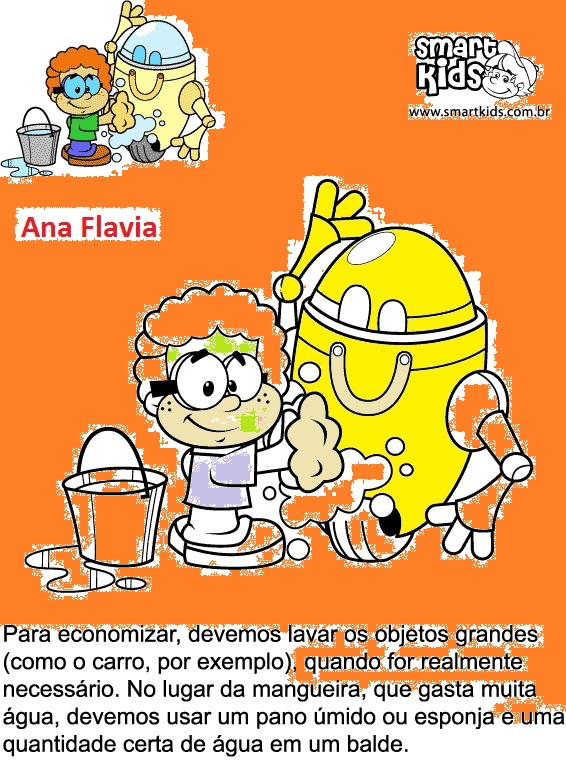 smart
kids
www.smartkids.com.br
Ana Flavia
Para economizar, devemos lavar os objetos grandes
(como o carro, por exemplo), quando for realmente
necessário. No lugar da mangueira, que gasta muita
água, devemos usar um pano úmido ou esponja e uma
quantidade certa de água em um balde.